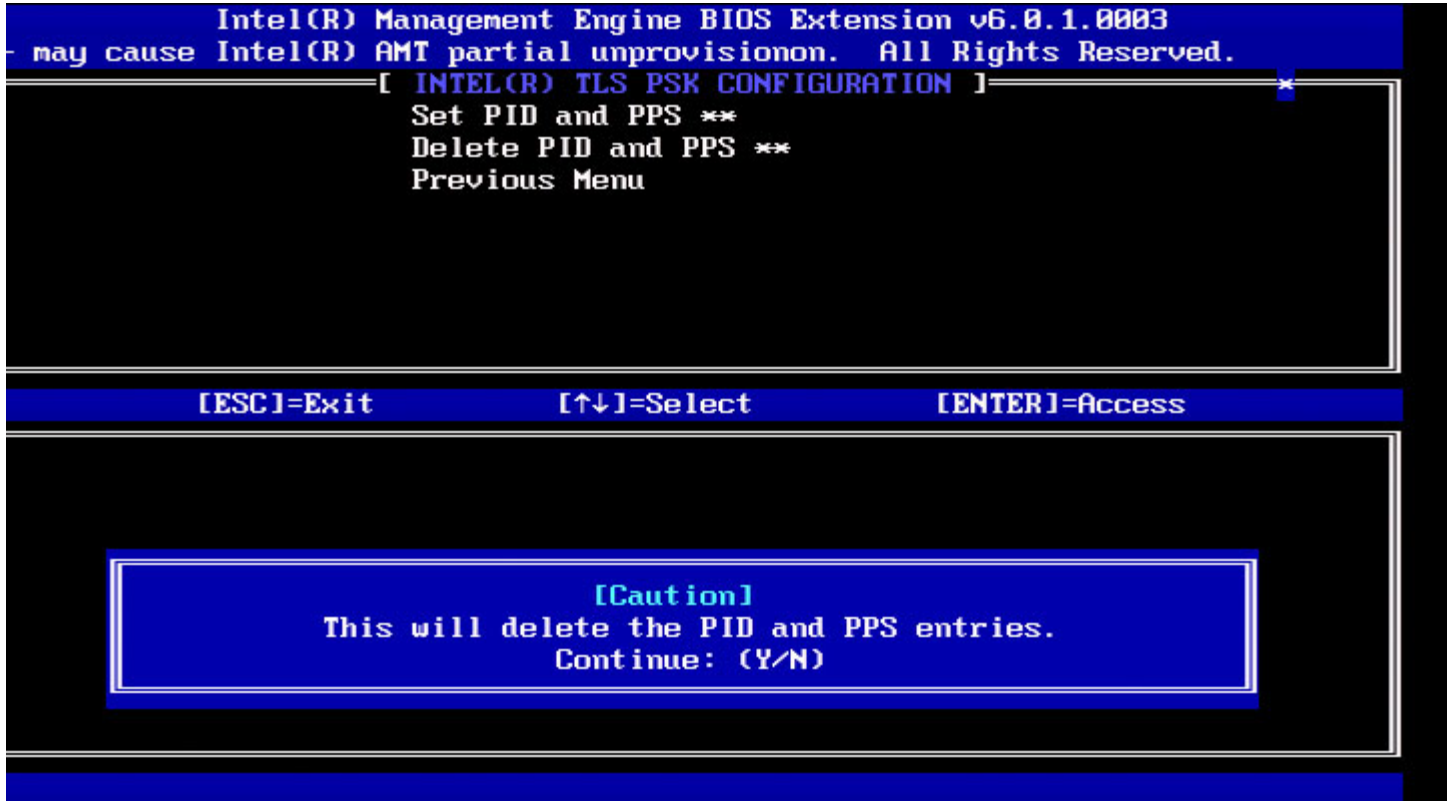 Intel(R) Management Engine BIOS Extension v6.0.1.0003
- may cause Intel(R) AMT partial unprovisionon. All Rights Reserved.
[ INTEL(R) TLS PSK CONFIGURATION ] *
Set PID and PPS **
Delete PID and PPS **
Previous Menu
[ESC]=Exit [↑↓]=Select [ENTER]=Access
[Caution]
This will delete the PID and PPS entries.
Continue: (Y/N)